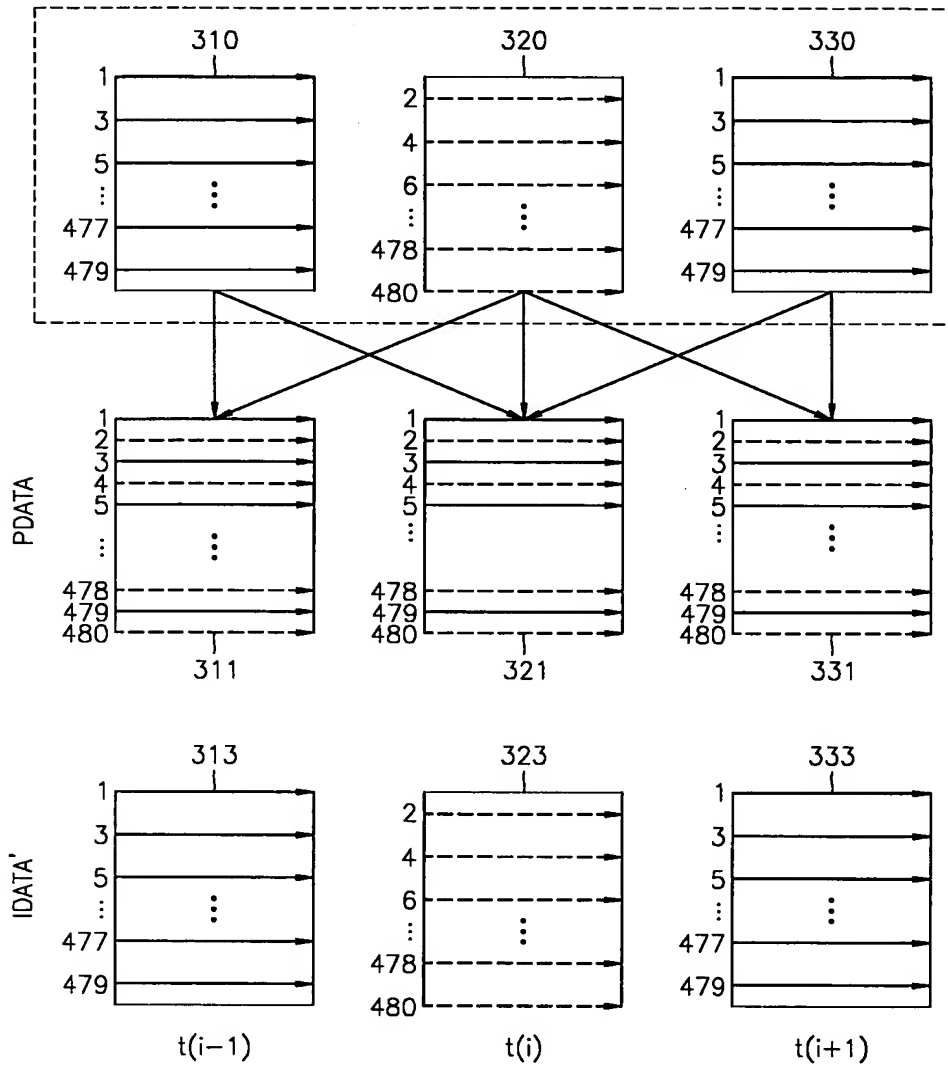 310 320 330
1 2 1
3 4 3
5 6 5
⋮ ⋮ ⋮
477 478 477
479 480 479
PDATA
1 1 1
2 2 2
3 3 3
4 4 4
5 5 5
⋮ ⋮ ⋮
478 478 478
479 479 479
480 480 480
311 321 331
313 323 333
IDATA'
1 2 1
3 4 3
5 6 5
⋮ ⋮ ⋮
477 478 477
479 480 479
t(i−1) t(i) t(i+1)